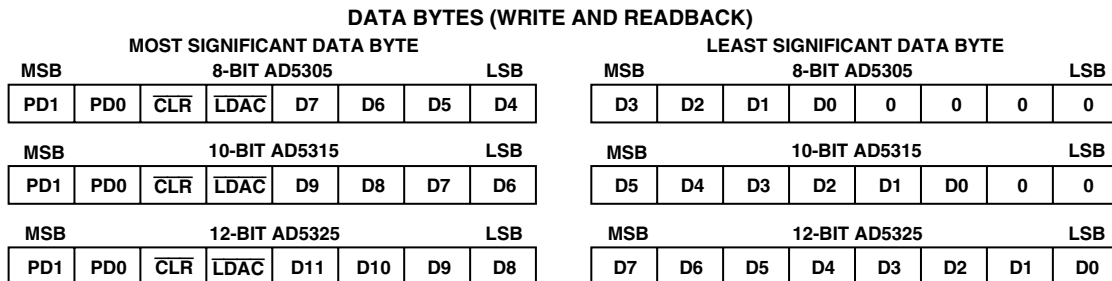 DATA BYTES (WRITE AND READBACK)
MOST SIGNIFICANT DATA BYTE LEAST SIGNIFICANT DATA BYTE
MSB 8-BIT AD5305 LSB MSB 8-BIT AD5305 LSB
PD1 PD0 CLR LDAC D7 D6 D5 D4 D3 D2 D1 D0 0 0 0 0
MSB 10-BIT AD5315 LSB MSB 10-BIT AD5315 LSB
PD1 PD0 CLR LDAC D9 D8 D7 D6 D5 D4 D3 D2 D1 D0 0 0
MSB 12-BIT AD5325 LSB MSB 12-BIT AD5325 LSB
PD1 PD0 CLR LDAC D11 D10 D9 D8 D7 D6 D5 D4 D3 D2 D1 D0